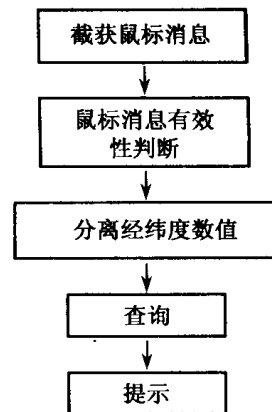 截获鼠标消息
鼠标消息有效
性判断
分离经纬度数值
查询
提示